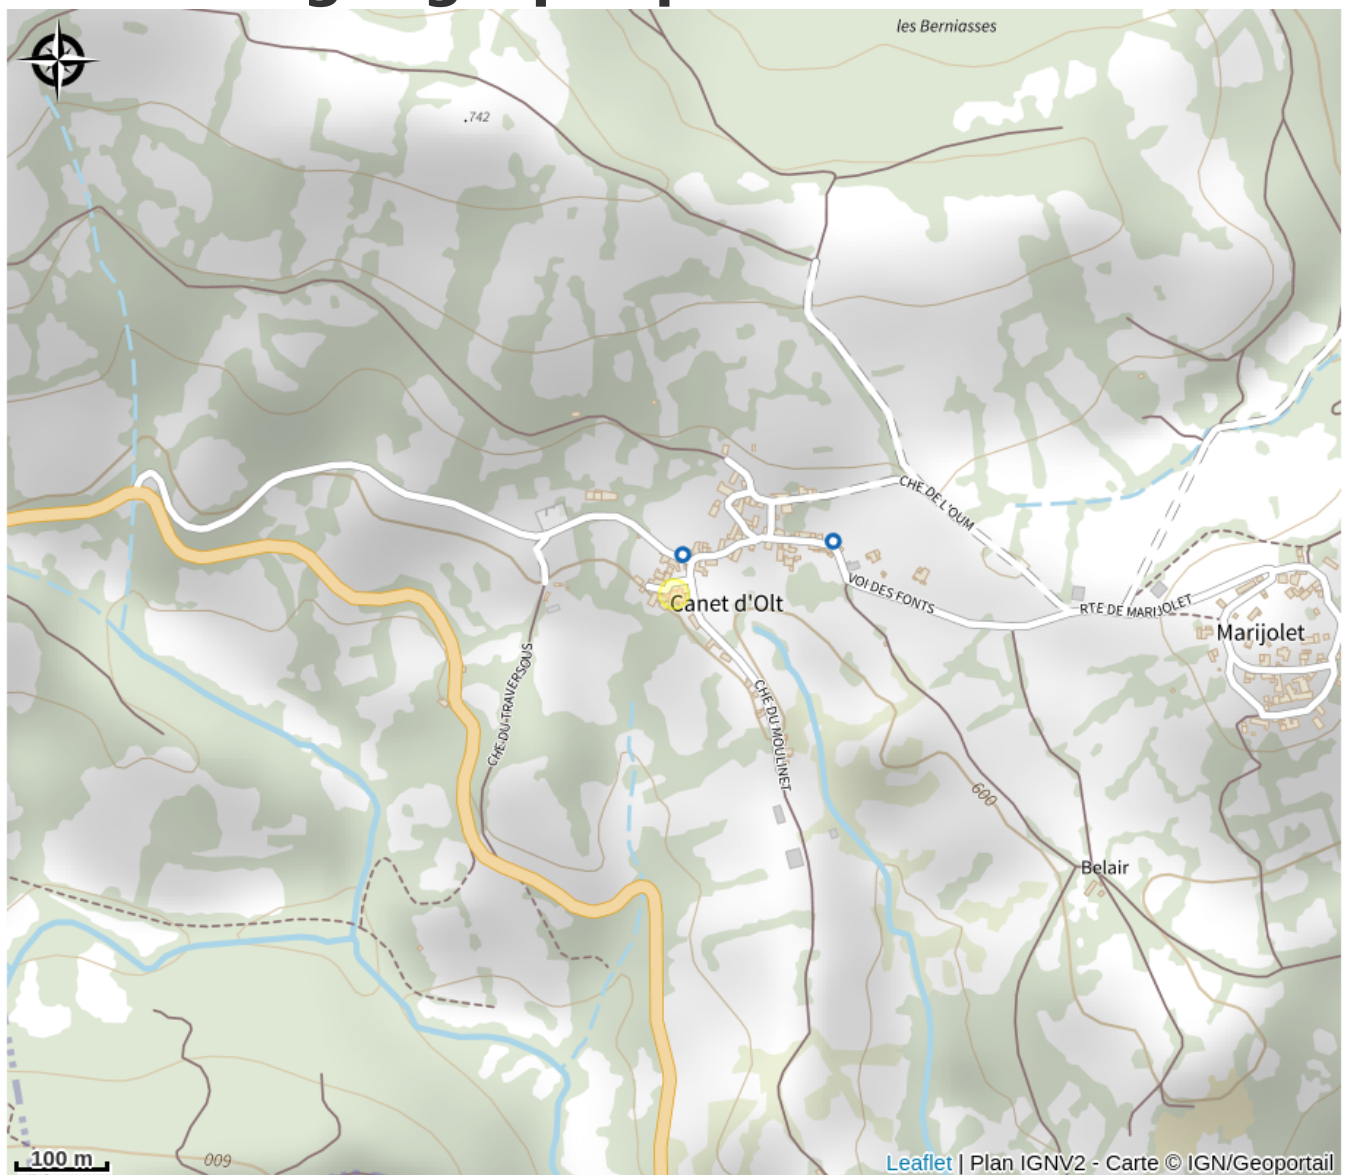 les Berniasses
.742
CHE DE L'OUM
VOI DES FONTS
RTE DE MARIJOLET
Canet d'Olt
Marijolet
CHE DU TRAVERSOUS
CHE DU MOULINET
600
Belair
600
100 m
Leaflet | Plan IGNV2 - Carte © IGN/Geoportail